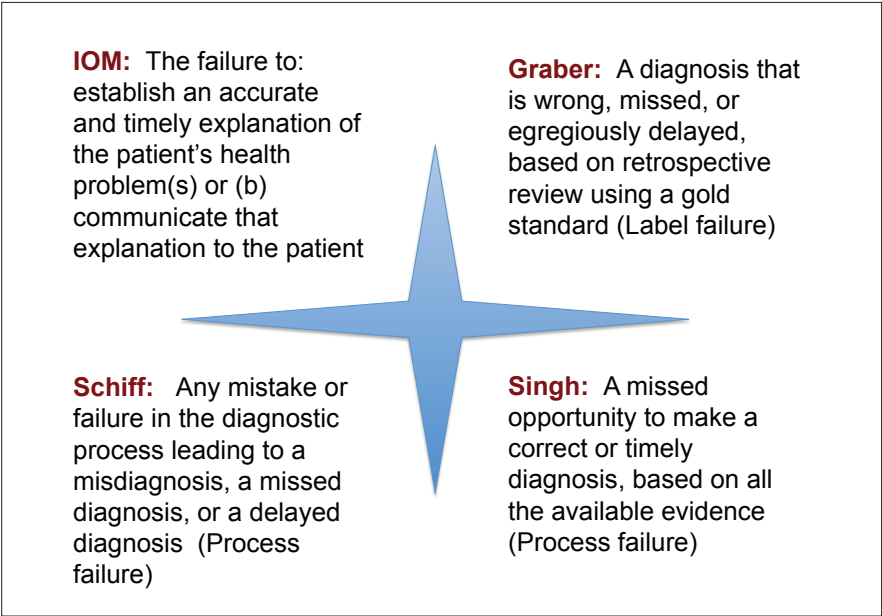 IOM: The failure to:
establish an accurate
and timely explanation of
the patient's health
problem(s) or (b)
communicate that
explanation to the patient
Graber: A diagnosis that
is wrong, missed, or
egregiously delayed,
based on retrospective
review using a gold
standard (Label failure)
Schiff: Any mistake or
failure in the diagnostic
process leading to a
misdiagnosis, a missed
diagnosis, or a delayed
diagnosis (Process
failure)
Singh: A missed
opportunity to make a
correct or timely
diagnosis, based on all
the available evidence
(Process failure)